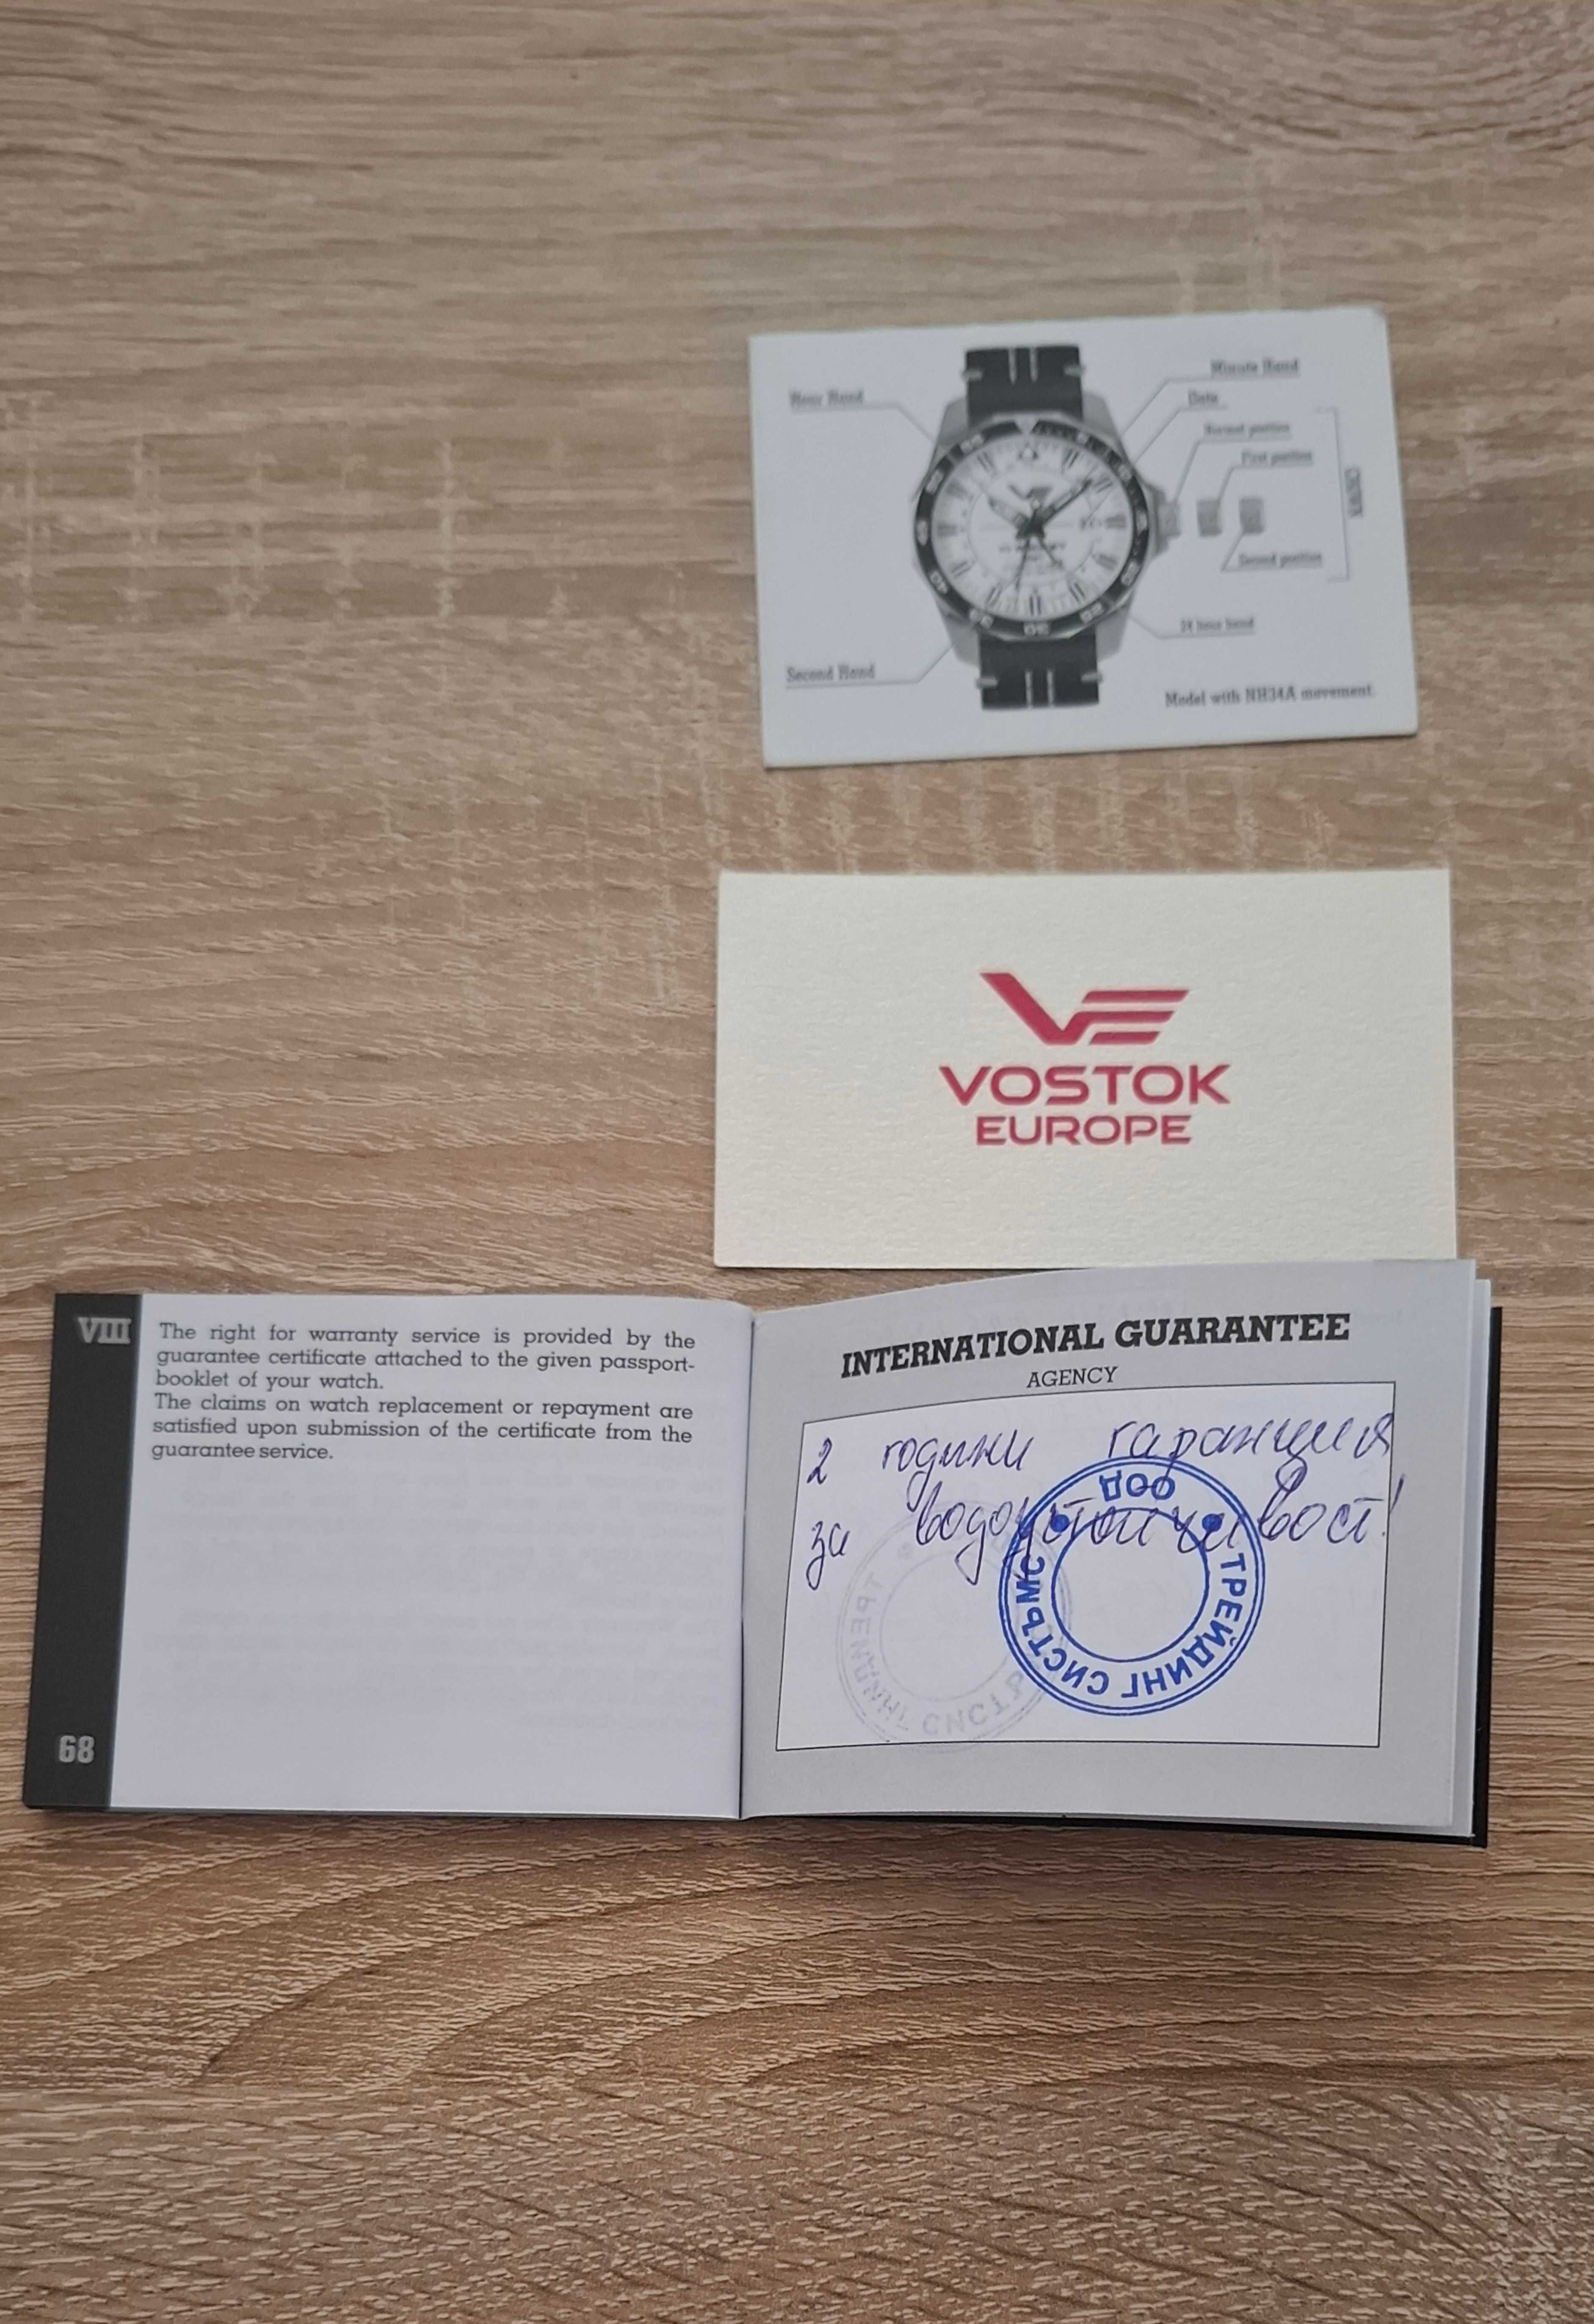 Hour Hand
Minute Hand
Date
Normal position
First position
CROWN
Second position
24 hour hand
Second Hand
Model with NH34A movement.
VE
VOSTOK
EUROPE
VIII
The right for warranty service is provided by the
guarantee certificate attached to the given passport-
booklet of your watch.
The claims on watch replacement or repayment are
satisfied upon submission of the certificate from the
guarantee service.
68
INTERNATIONAL GUARANTEE
AGENCY
2 години гаранция
за водоустойчивост!
ТРЕЙДИНГ СИСТЪМС ООД